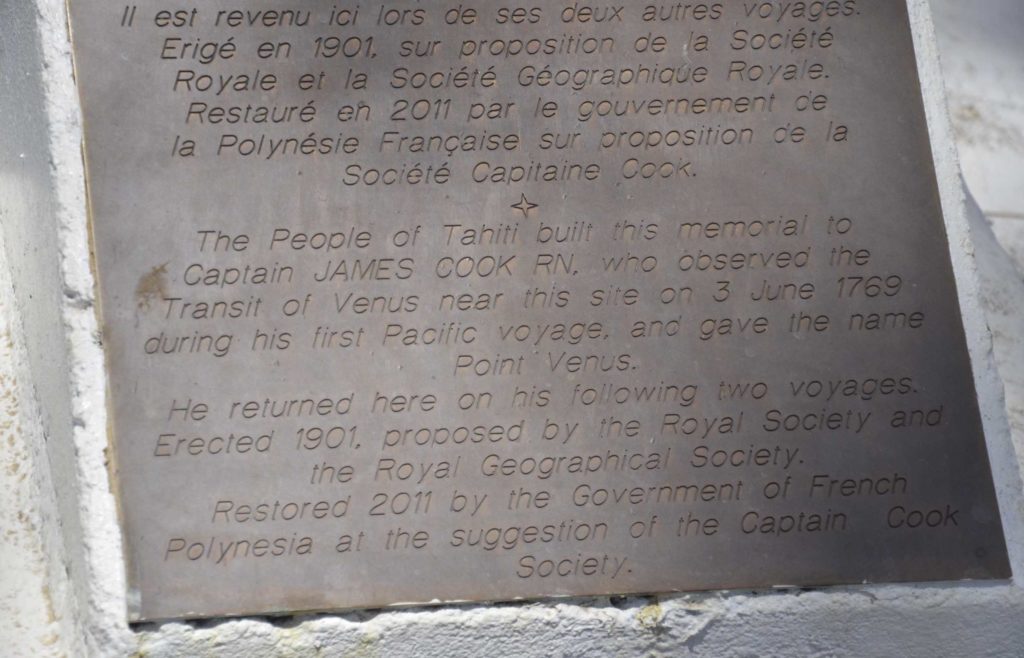 Il est revenu ici lors de ses deux autres voyages.
Erigé en 1901, sur proposition de la Société
Royale et la Société Géographique Royale.
Restauré en 2011 par le gouvernement de
la Polynésie Française sur proposition de la
Société Capitaine Cook.
The People of Tahiti built this memorial to
Captain JAMES COOK RN, who observed the
Transit of Venus near this site on 3 June 1769
during his first Pacific voyage, and gave the name
Point Venus.
He returned here on his following two voyages.
Erected 1901, proposed by the Royal Society and
the Royal Geographical Society.
Restored 2011 by the Government of French
Polynesia at the suggestion of the Captain Cook
Society.